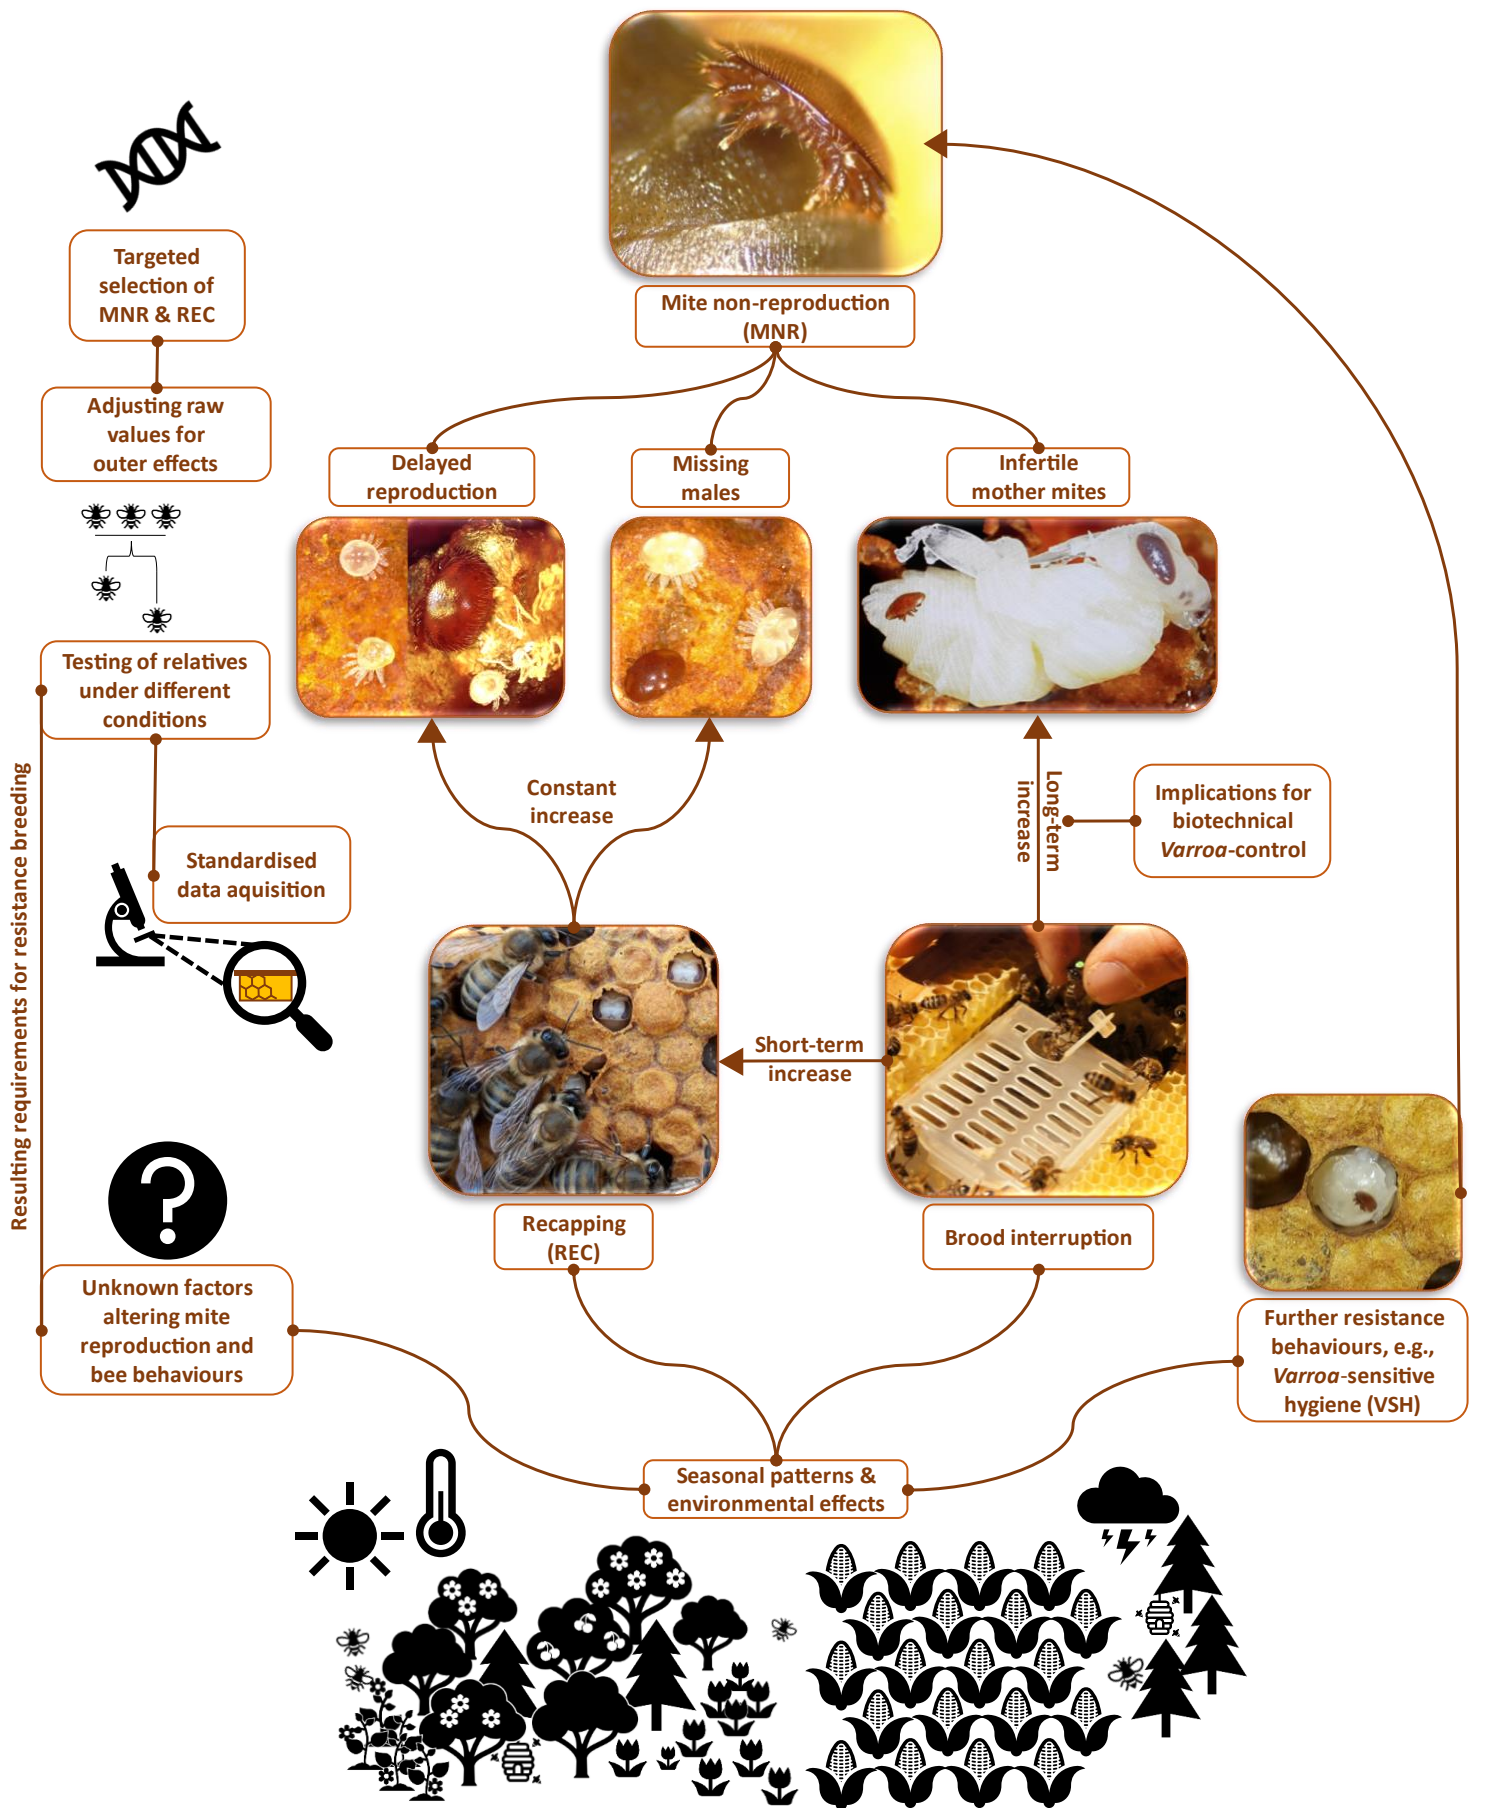 Targeted
selection of
MNR & REC
Adjusting raw
values for
outer effects
Testing of relatives
under different
conditions
Standardised
data aquisition
Resulting requirements for resistance breeding
Unknown factors
altering mite
reproduction and
bee behaviours
Mite non-reproduction
(MNR)
Delayed
reproduction
Missing
males
Infertile
mother mites
Constant
increase
Long-term
increase
Implications for
biotechnical
Varroa-control
Short-term
increase
Recapping
(REC)
Brood interruption
Further resistance
behaviours, e.g.,
Varroa-sensitive
hygiene (VSH)
Seasonal patterns &
environmental effects